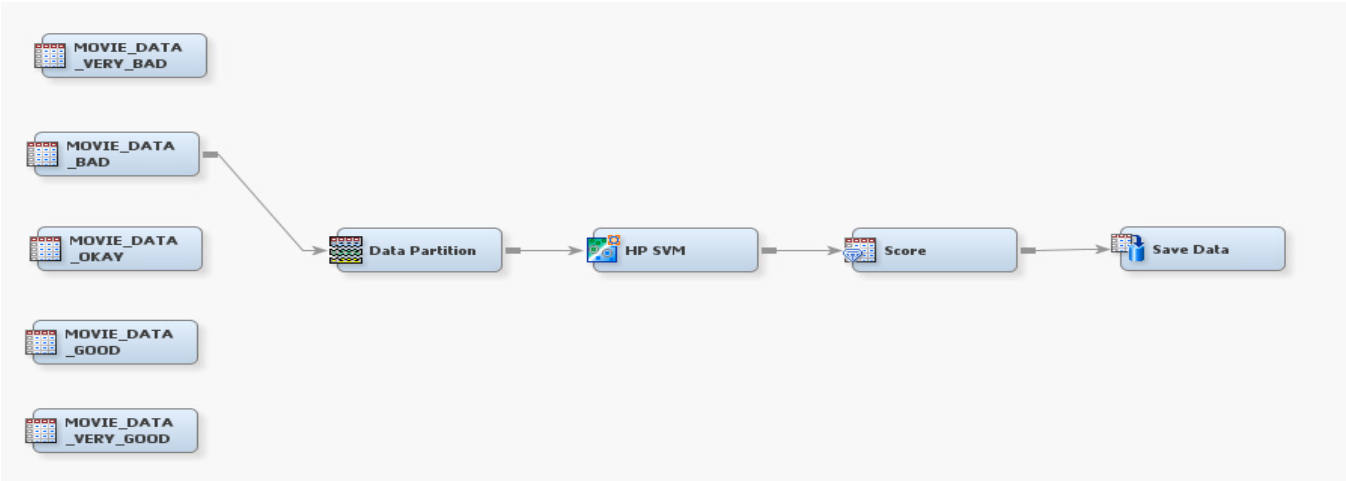 MOVIE_DATA
_VERY_BAD
MOVIE_DATA
_BAD
MOVIE_DATA
_OKAY
Data Partition
HP SVM
Score
Save Data
MOVIE_DATA
_GOOD
MOVIE_DATA
_VERY_GOOD